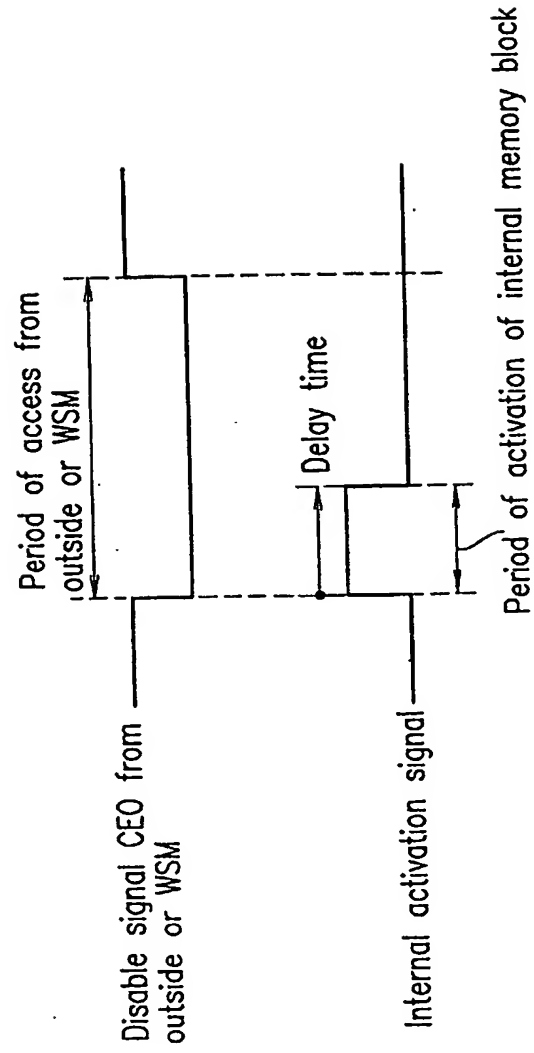 Period of access from
outside or WSM
Disable signal CEO from
outside or WSM
Delay time
Internal activation signal
Period of activation of internal memory block